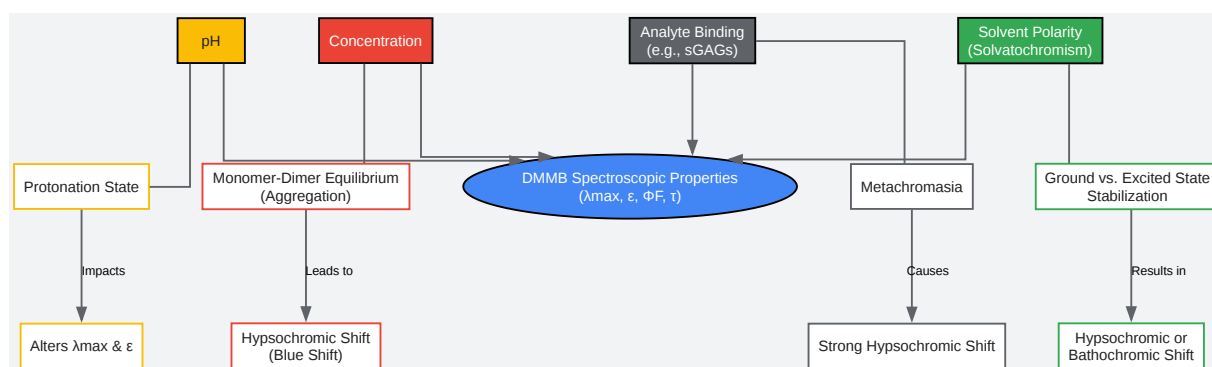 pH
Concentration
Analyte Binding
(e.g., sGAGs)
Solvent Polarity
(Solvatochromism)
Protonation State
Monomer-Dimer Equilibrium
(Aggregation)
DMMB Spectroscopic Properties
(λmax, ε, ΦF, τ)
Metachromasia
Ground vs. Excited State
Stabilization
Impacts
Leads to
Causes
Results in
Alters λmax & ε
Hypsochromic Shift
(Blue Shift)
Strong Hypsochromic Shift
Hypsochromic or
Bathochromic Shift